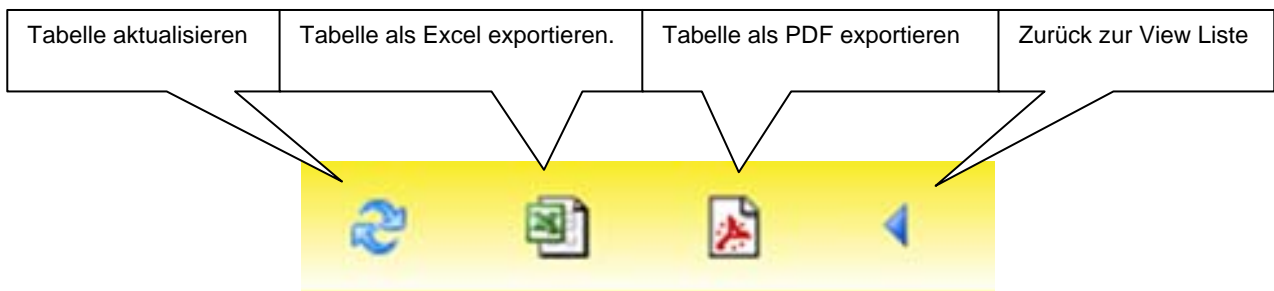 Tabelle aktualisieren
Tabelle als Excel exportieren.
Tabelle als PDF exportieren
Zurück zur View Liste